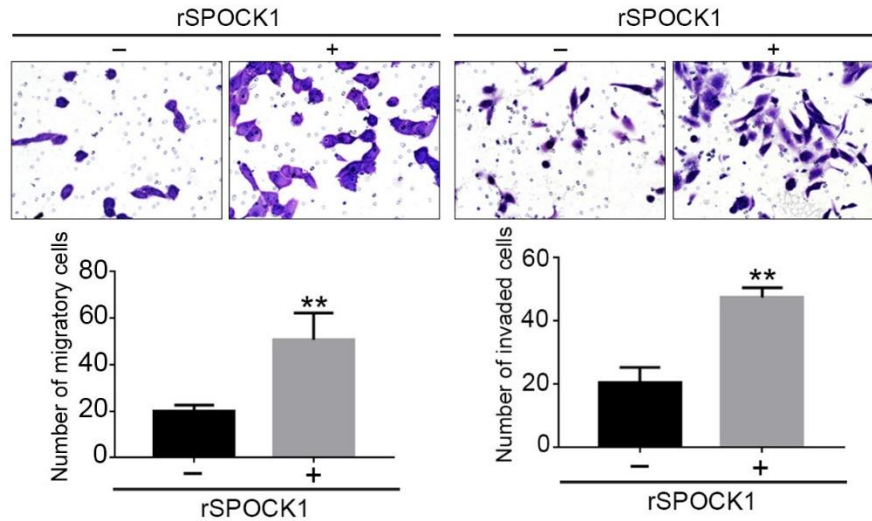 rSPOCK1
− +
rSPOCK1
− +
Number of migratory cells
80
60
40
20
0
**
− +
rSPOCK1
Number of invaded cells
60
40
20
0
**
− +
rSPOCK1